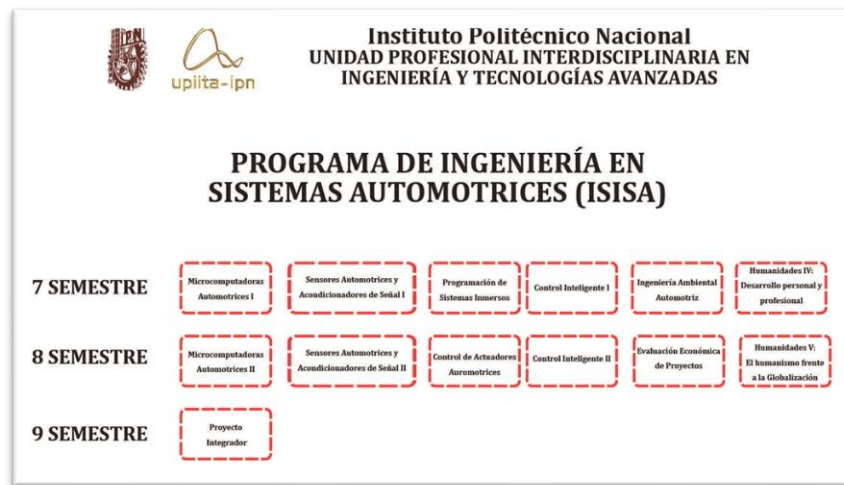 IPN
upiita-ipn
Instituto Politécnico Nacional
UNIDAD PROFESIONAL INTERDISCIPLINARIA EN
INGENIERÍA Y TECNOLOGÍAS AVANZADAS
PROGRAMA DE INGENIERÍA EN
SISTEMAS AUTOMOTRICES (ISISA)
7 SEMESTRE
Microcomputadoras
Automotrices I
Sensores Automotrices y
Acondicionadores de Señal I
Programación de
Sistemas Inmersos
Control Inteligente I
Ingeniería Ambiental
Automotriz
Humanidades IV:
Desarrollo personal y
profesional
8 SEMESTRE
Microcomputadoras
Automotrices II
Sensores Automotrices y
Acondicionadores de Señal II
Control de Actuadores
Auromotrices
Control Inteligente II
Evaluación Económica
de Proyectos
Humanidades V:
El humanismo frente
a la Globalización
9 SEMESTRE
Proyecto
Integrador